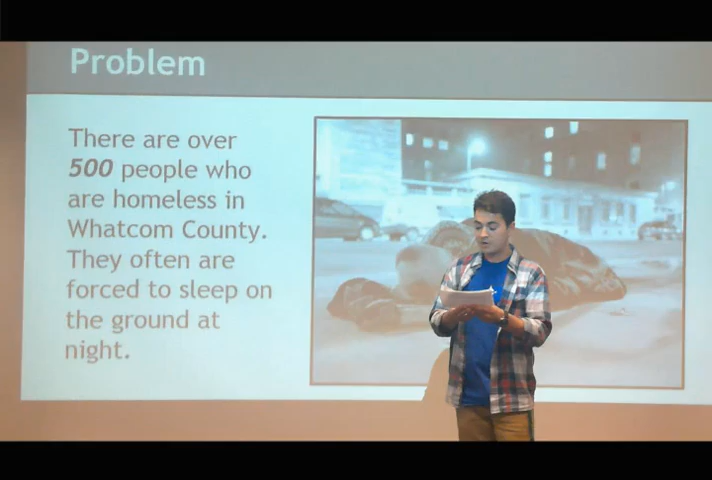 Problem
There are over
500 people who
are homeless in
Whatcom County.
They often are
forced to sleep on
the ground at
night.